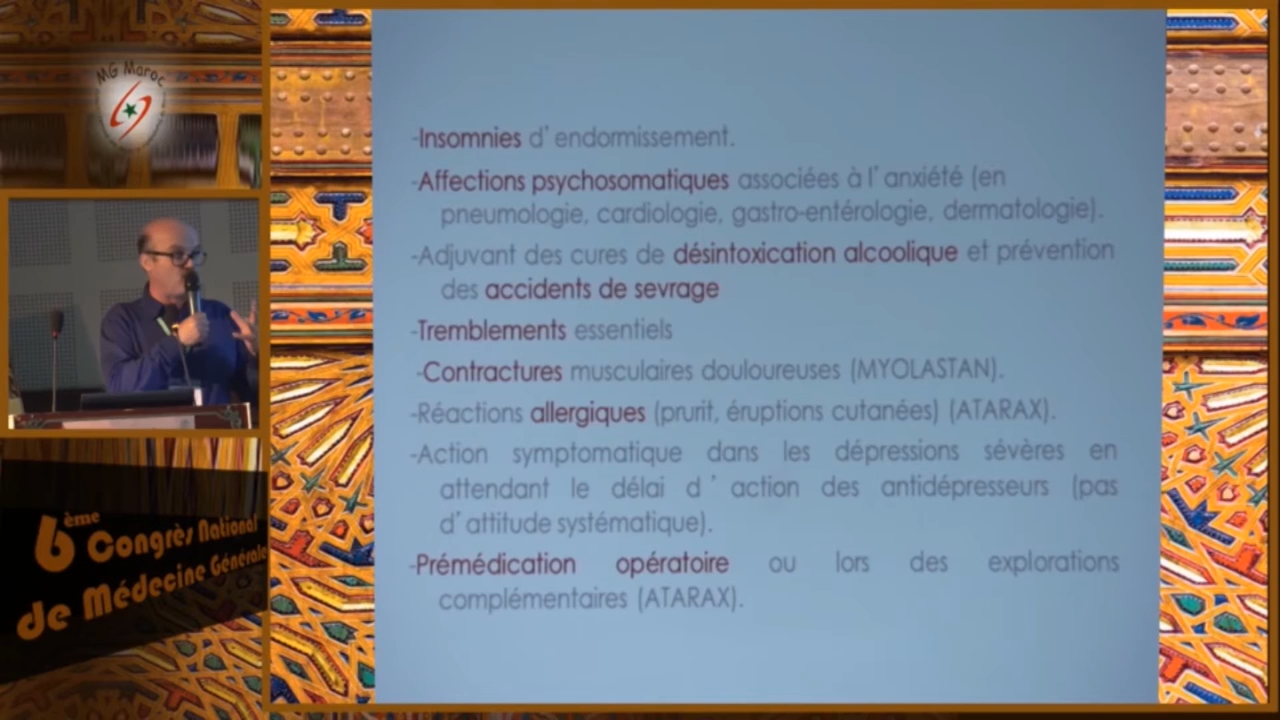 MG Maroc
-Insomnies d’endormissement.
-Affections psychosomatiques associées à l’anxiété (en
pneumologie, cardiologie, gastro-entérologie, dermatologie).
-Adjuvant des cures de désintoxication alcoolique et prévention
des accidents de sevrage
-Tremblements essentiels
-Contractures musculaires douloureuses (MYOLASTAN).
-Réactions allergiques (prurit, éruptions cutanées) (ATARAX).
-Action symptomatique dans les dépressions sévères en
attendant le délai d’action des antidépresseurs (pas
d’attitude systématique).
-Prémédication opératoire ou lors des explorations
complémentaires (ATARAX).
6ème Congrès National
de Médecine Générale